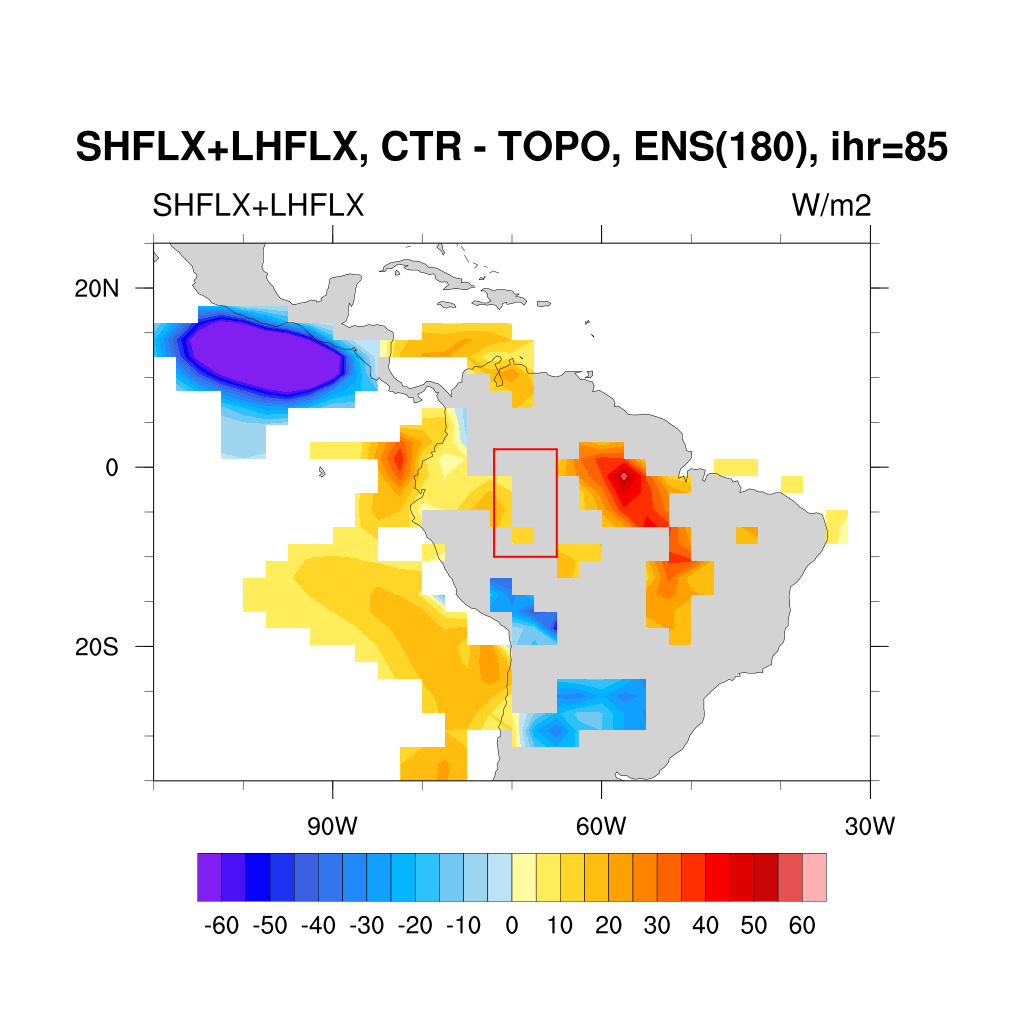 SHFLX+LHFLX, CTR - TOPO, ENS(180), ihr=85
SHFLX+LHFLX W/m2
20N
0
20S
90W 60W 30W
-60 -50 -40 -30 -20 -10 0 10 20 30 40 50 60